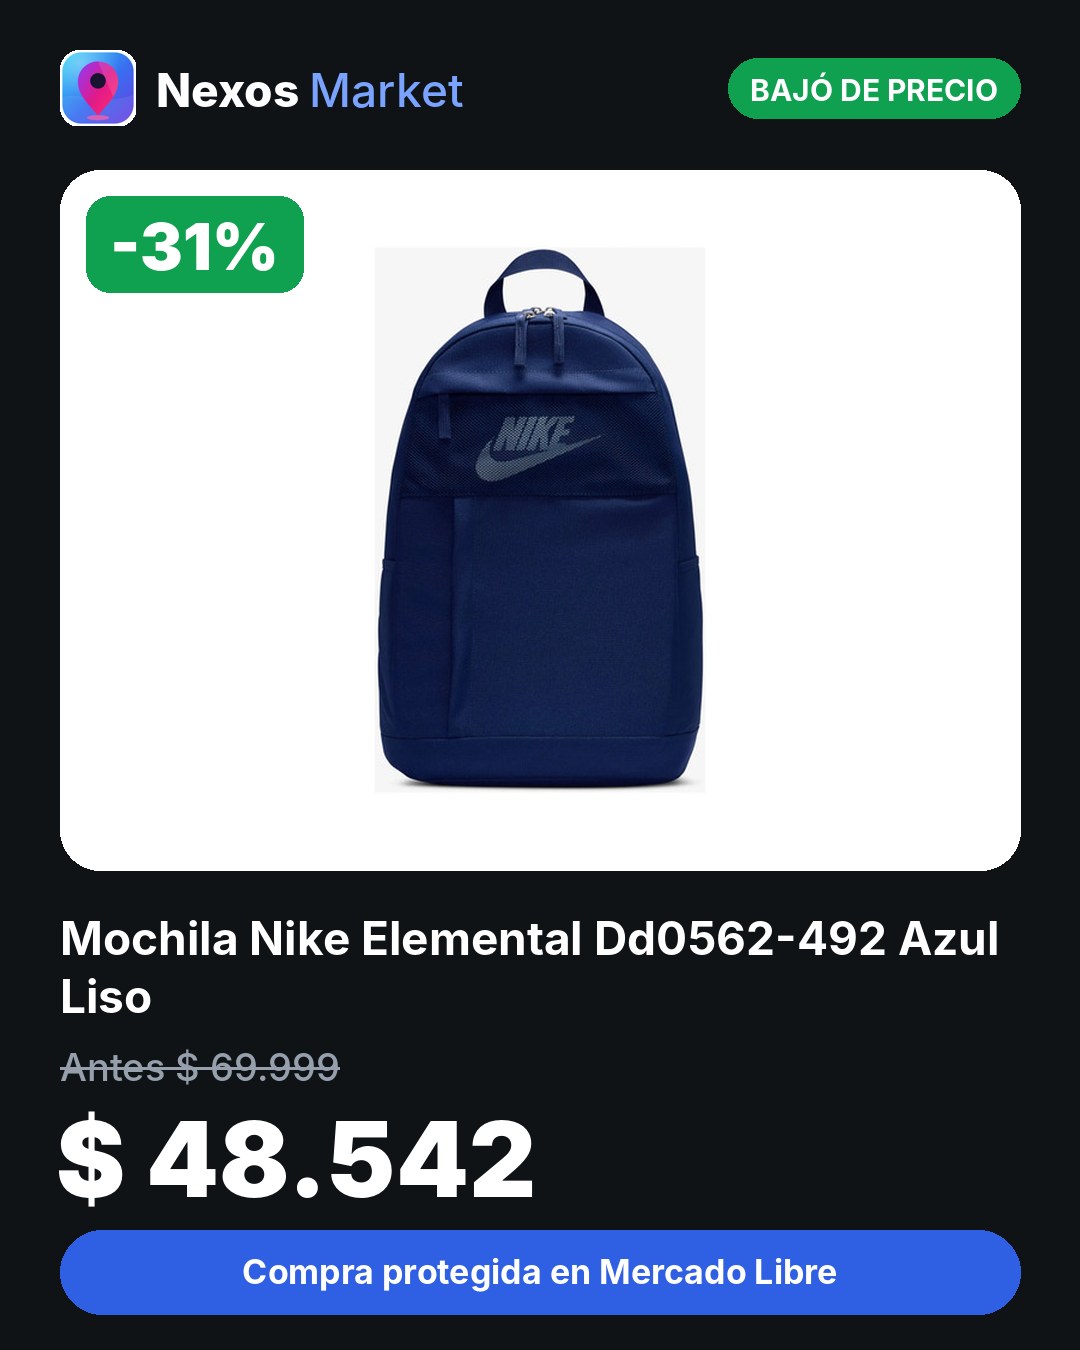 Nexos Market
BAJÓ DE PRECIO
-31%
NIKE
Mochila Nike Elemental Dd0562-492 Azul
Liso
Antes $ 69.999
$ 48.542
Compra protegida en Mercado Libre